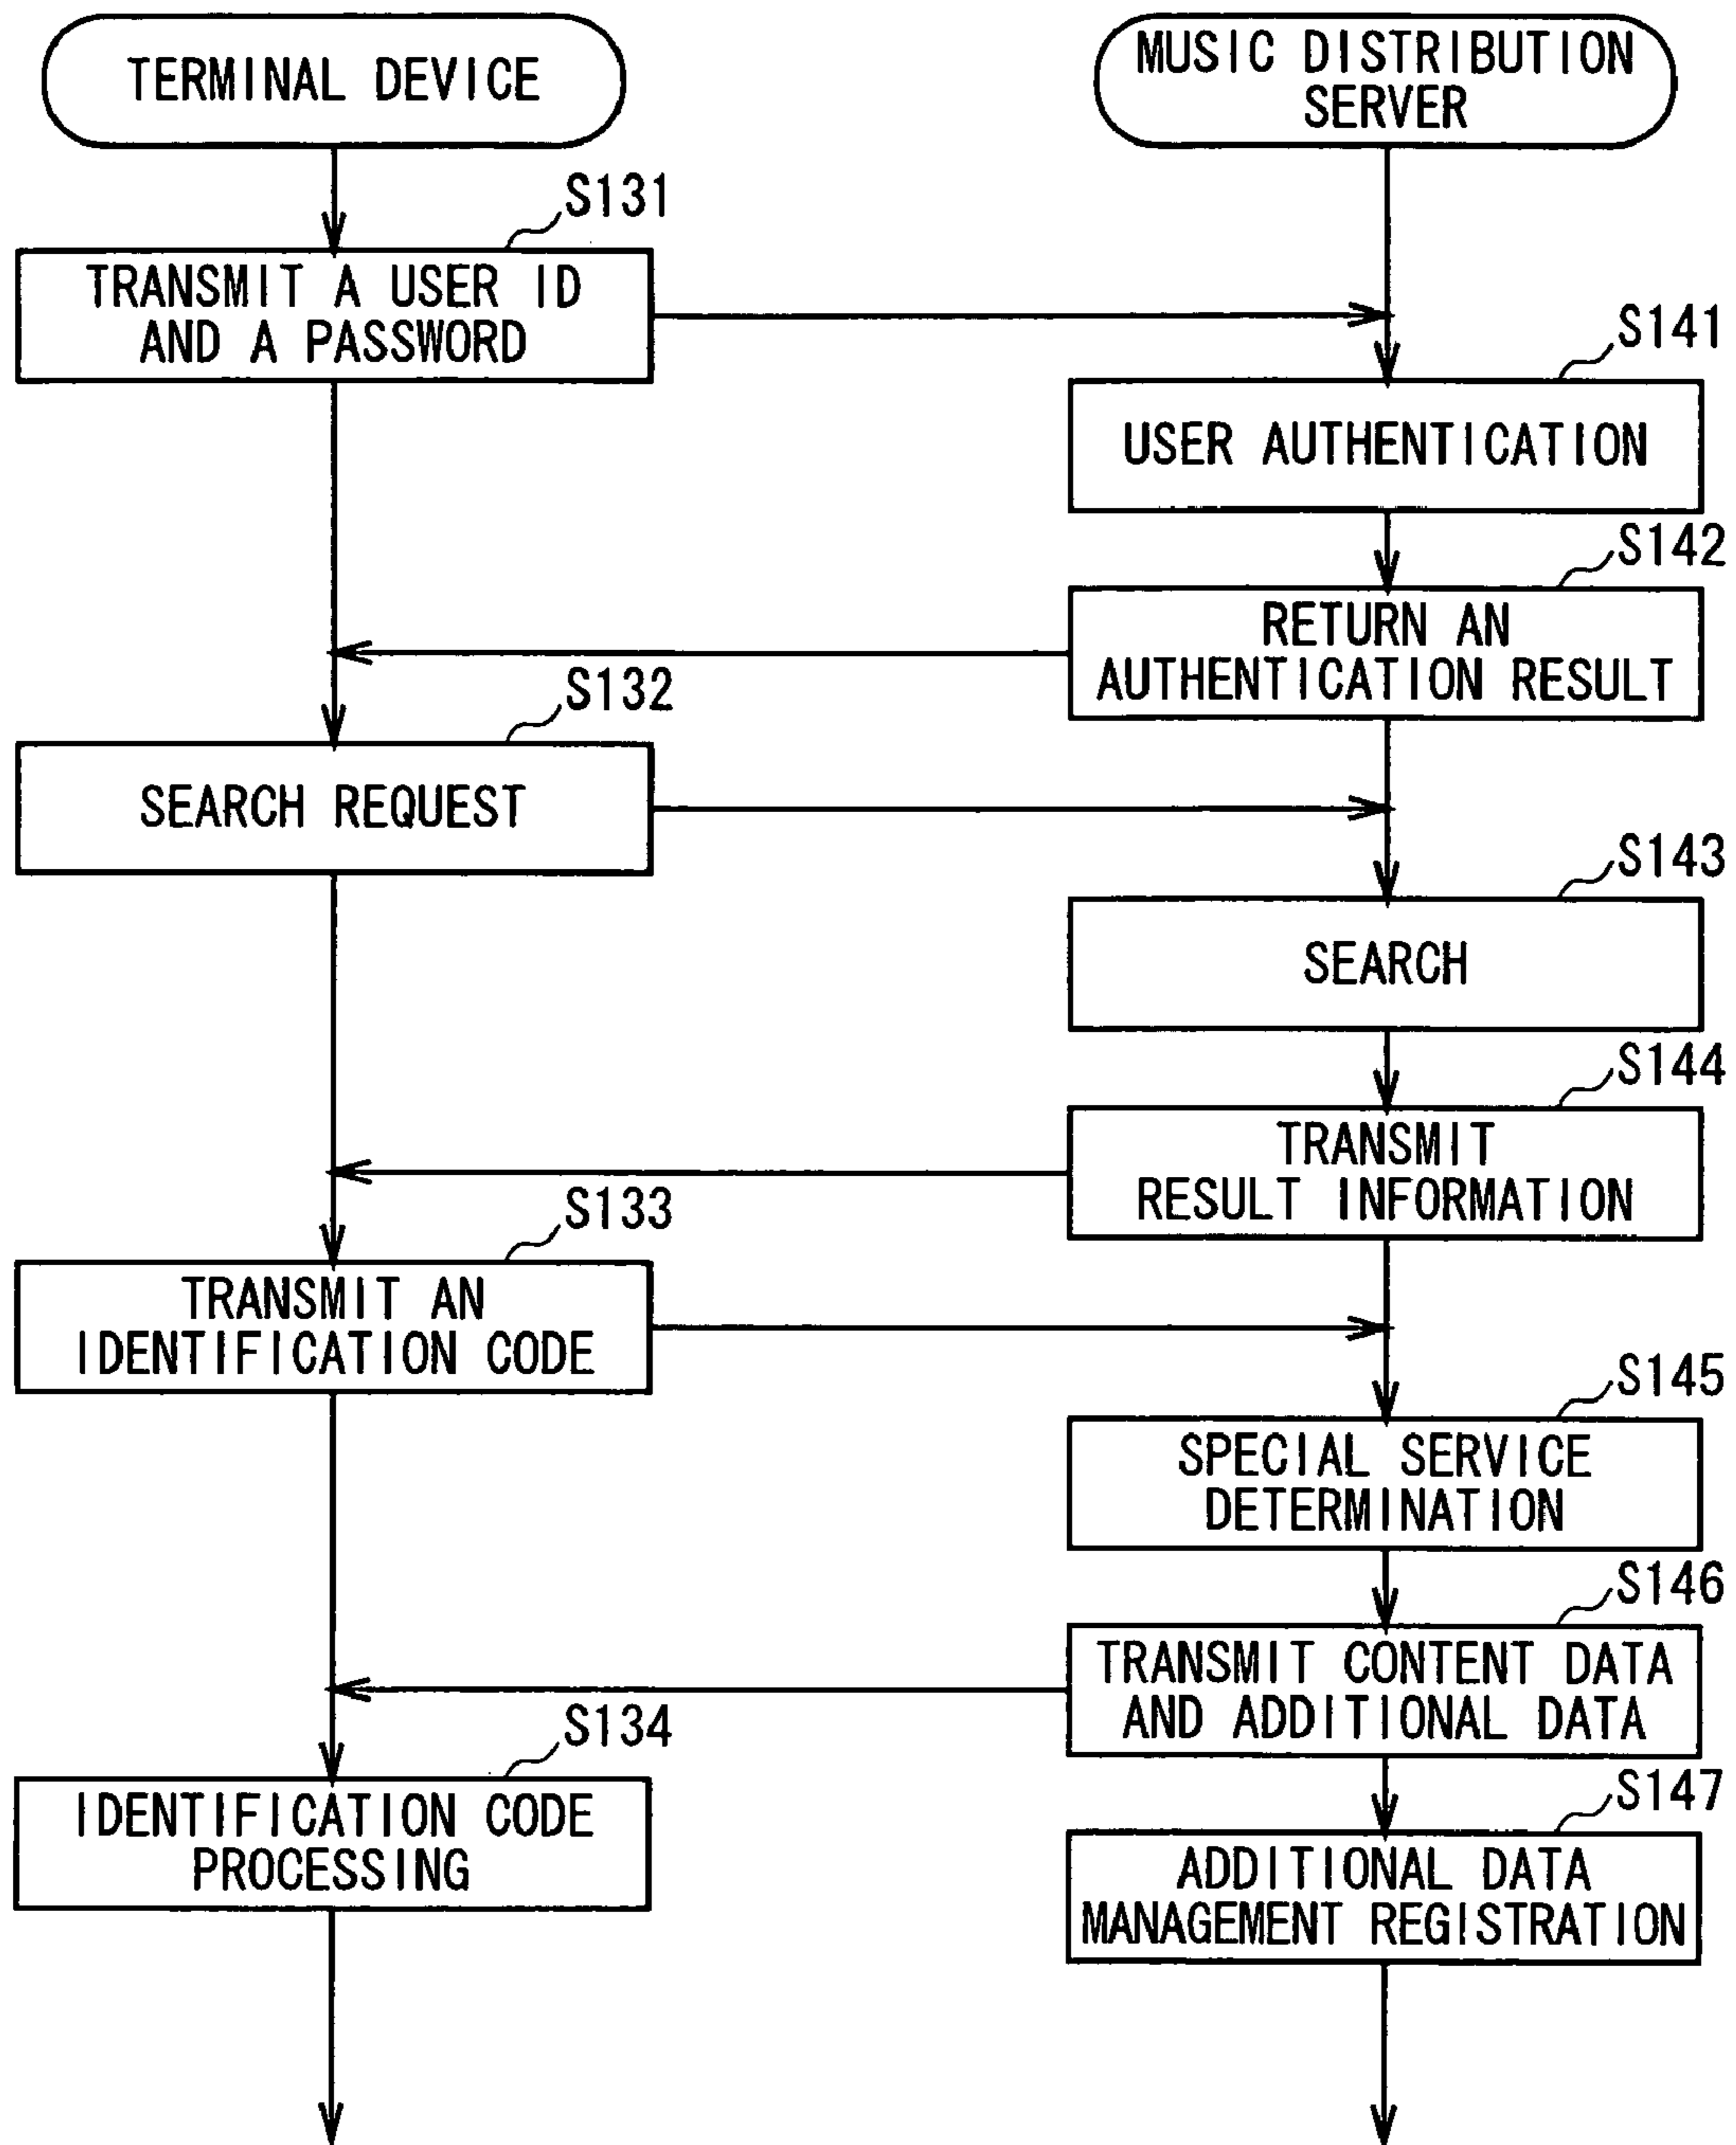 TERMINAL DEVICE
MUSIC DISTRIBUTION
SERVER
S131
TRANSMIT A USER ID
AND A PASSWORD
S141
USER AUTHENTICATION
S142
RETURN AN
AUTHENTICATION RESULT
S132
SEARCH REQUEST
S143
SEARCH
S144
TRANSMIT
RESULT INFORMATION
S133
TRANSMIT AN
IDENTIFICATION CODE
S145
SPECIAL SERVICE
DETERMINATION
S146
TRANSMIT CONTENT DATA
AND ADDITIONAL DATA
S134
IDENTIFICATION CODE
PROCESSING
S147
ADDITIONAL DATA
MANAGEMENT REGISTRATION